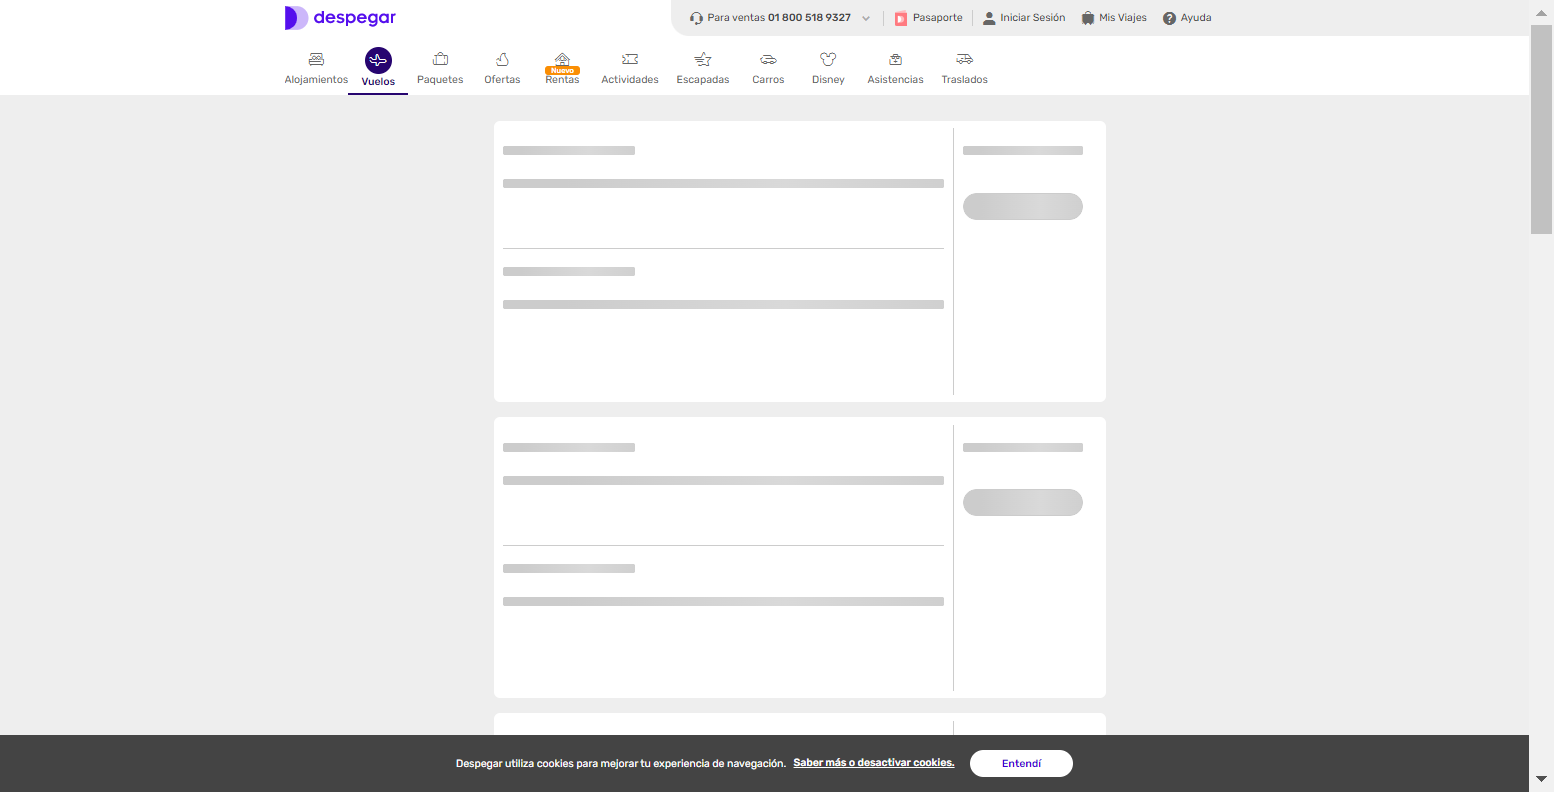 despegar
Para ventas 01 800 518 9327
Pasaporte
Iniciar Sesión
Mis Viajes
Ayuda
Alojamientos
Vuelos
Paquetes
Ofertas
Nuevo
Rentas
Actividades
Escapadas
Carros
Disney
Asistencias
Traslados
Despegar utiliza cookies para mejorar tu experiencia de navegación. Saber más o desactivar cookies.
Entendí